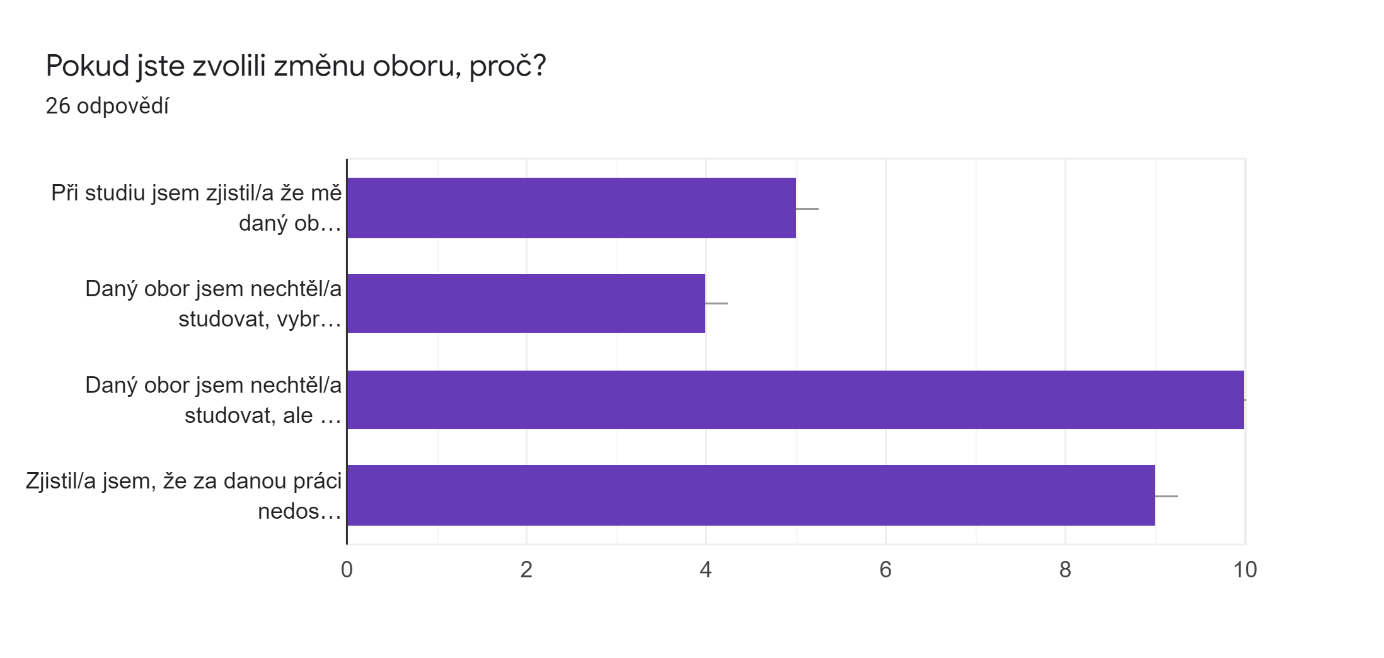 Pokud jste zvolili změnu oboru, proč?
26 odpovědí
Při studiu jsem zjistil/a že mě
daný ob…
Daný obor jsem nechtěl/a
studovat, vybr…
Daný obor jsem nechtěl/a
studovat, ale …
Zjistil/a jsem, že za danou práci
nedos…
0 2 4 6 8 10